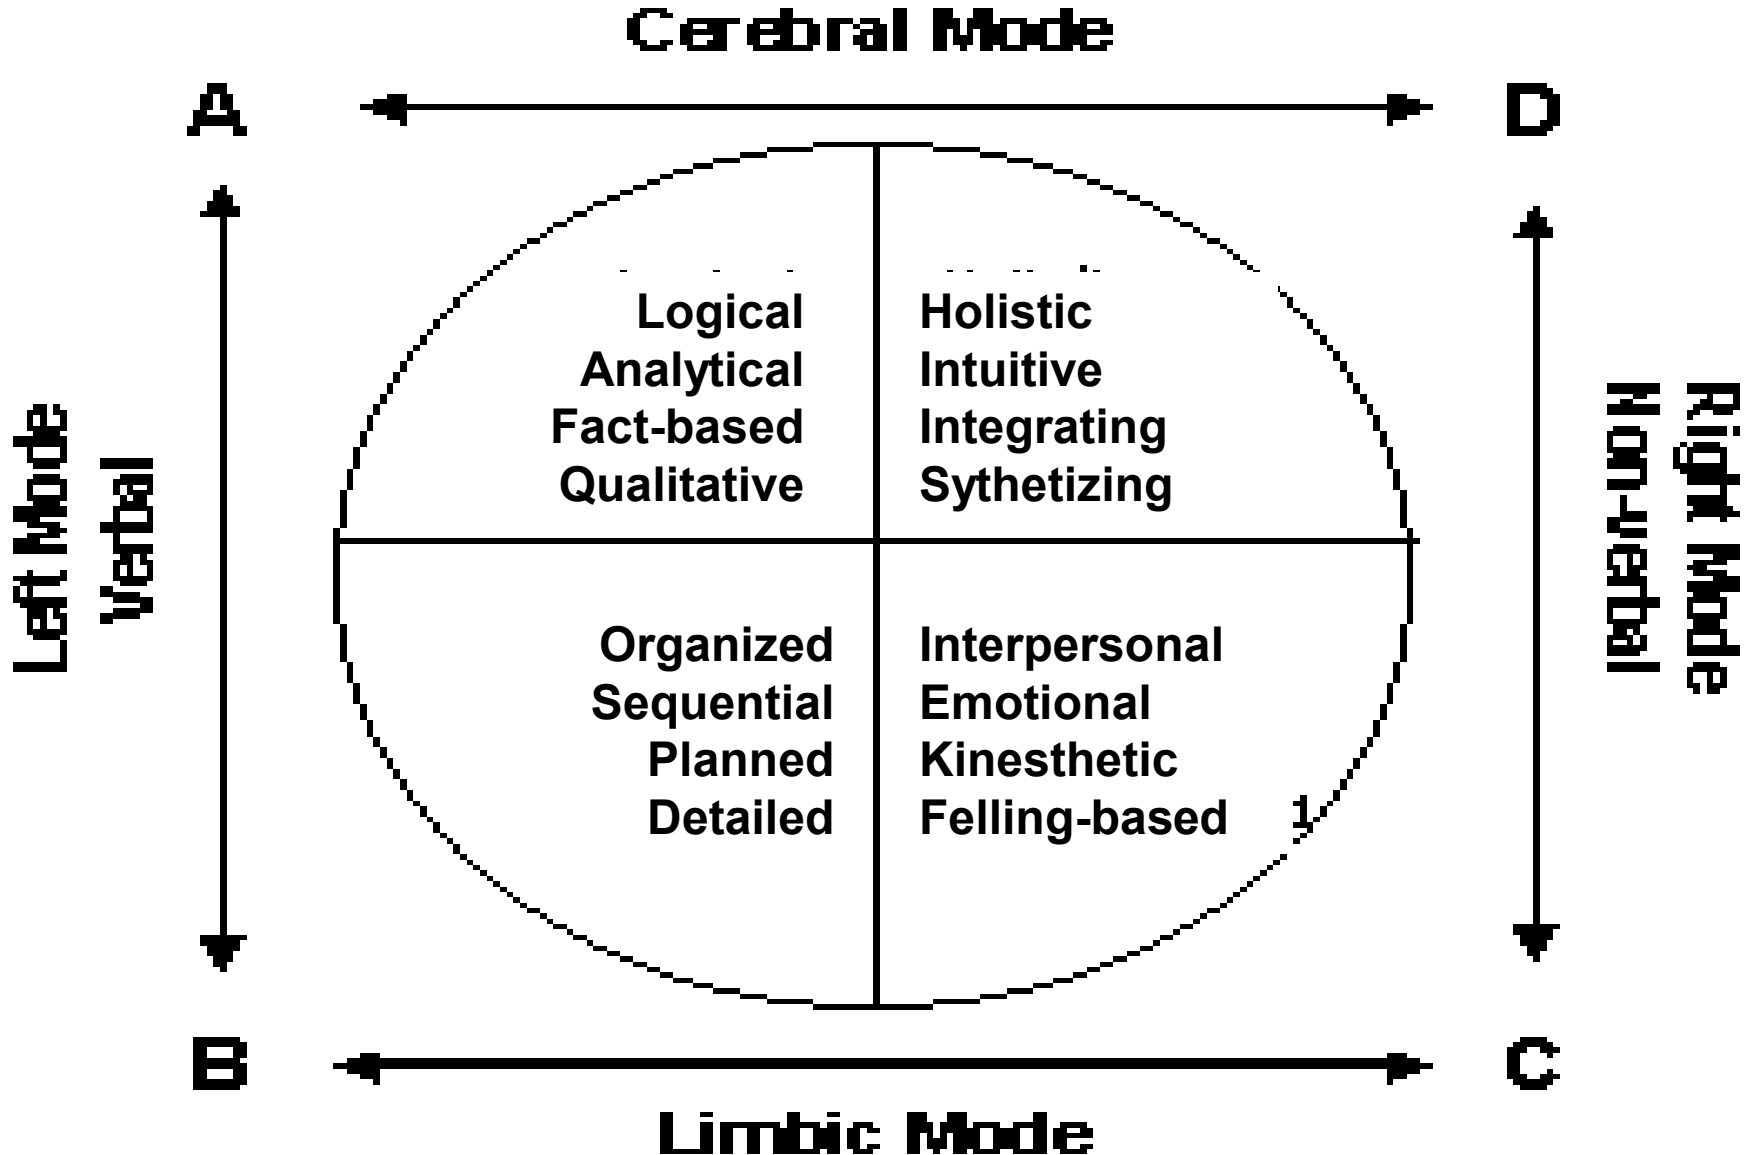 Cerebral Mode
A
D
Logical
Analytical
Fact-based
Qualitative
Holistic
Intuitive
Integrating
Sythetizing
Left Mode
Verbal
Right Mode
Non-verbal
Organized
Sequential
Planned
Detailed
Interpersonal
Emotional
Kinesthetic
Felling-based
1
B
C
Limbic Mode